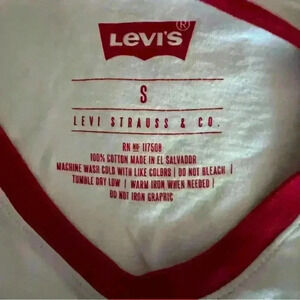 LEVI'S®
S
LEVI STRAUSS & CO.
RN Nº 117508
100% COTTON MADE IN EL SALVADOR
MACHINE WASH COLD WITH LIKE COLORS | DO NOT BLEACH |
TUMBLE DRY LOW | WARM IRON WHEN NEEDED |
DO NOT IRON GRAPHIC